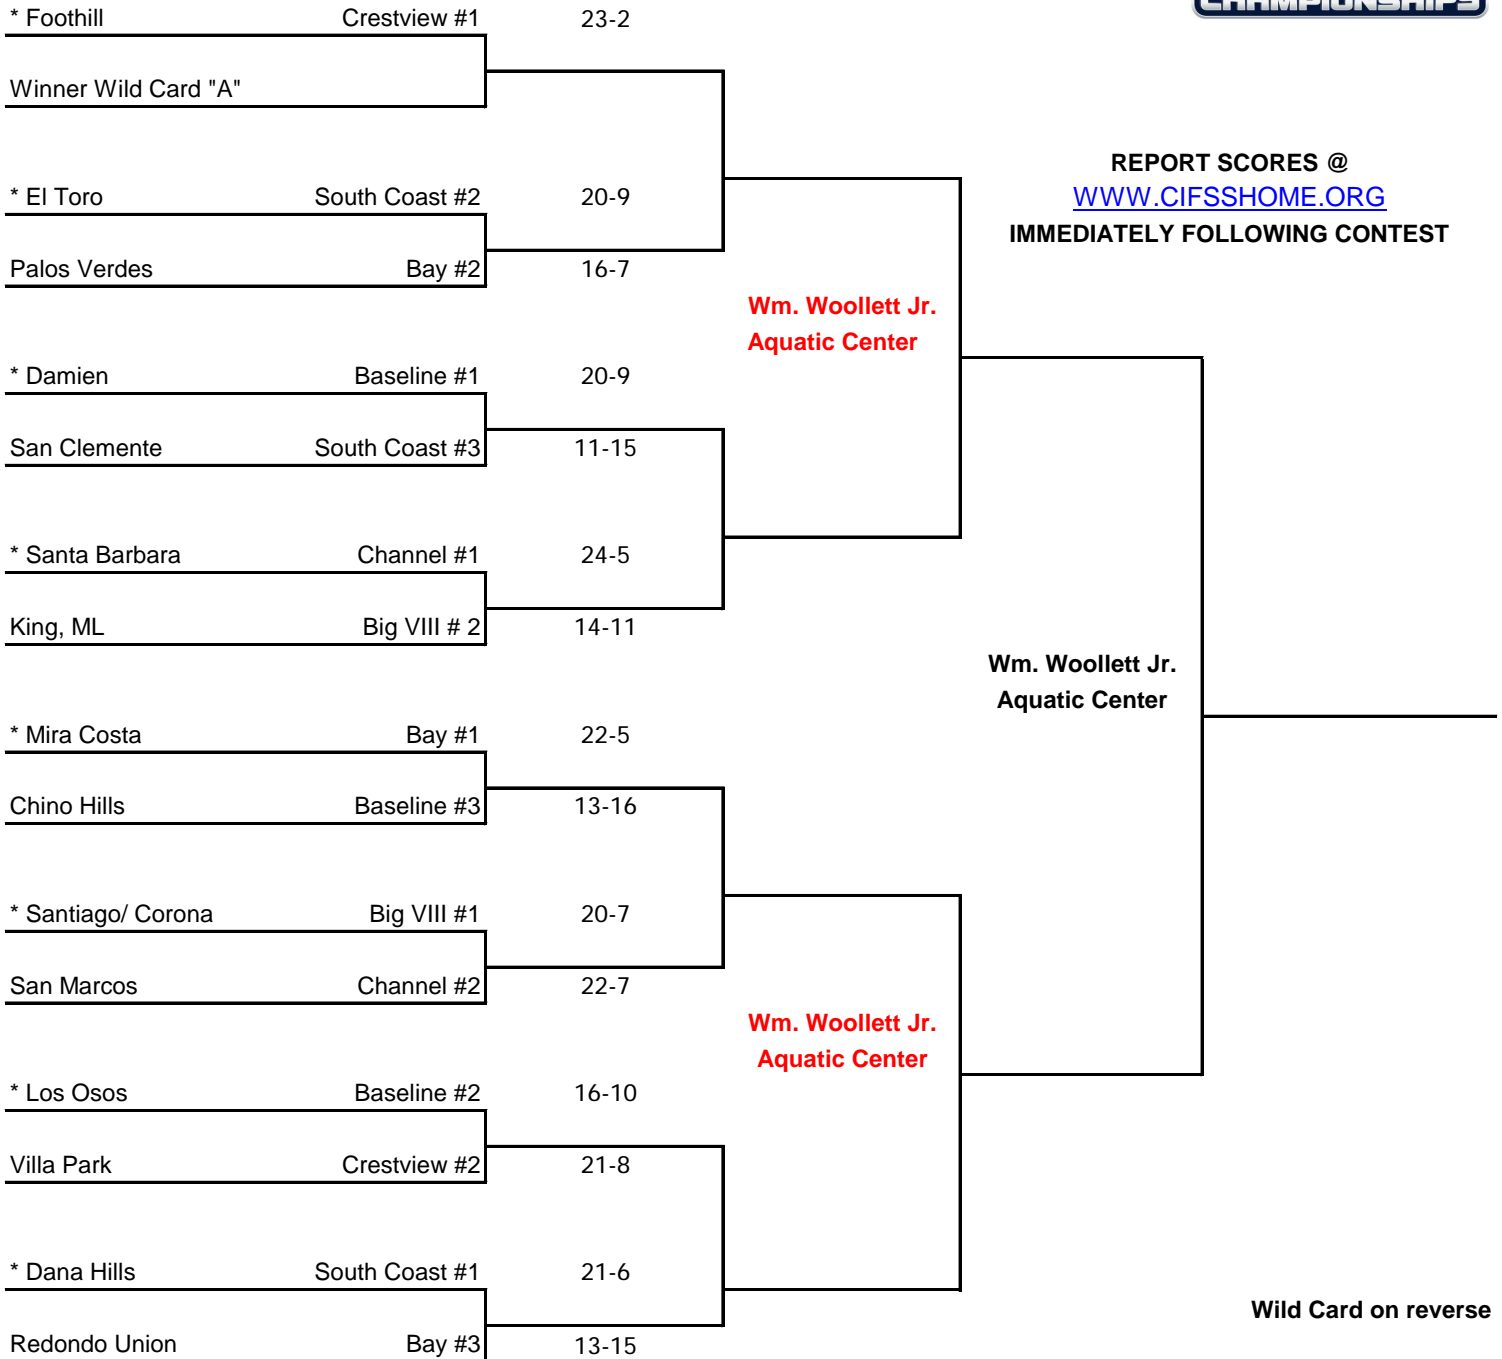 CHAMPIONSHIPS
* Foothill Crestview #1 23-2
Winner Wild Card "A"
REPORT SCORES @
* El Toro South Coast #2 20-9
WWW.CIFSSHOME.ORG
IMMEDIATELY FOLLOWING CONTEST
Palos Verdes Bay #2 16-7
Wm. Woollett Jr.
Aquatic Center
* Damien Baseline #1 20-9
San Clemente South Coast #3 11-15
* Santa Barbara Channel #1 24-5
King, ML Big VIII # 2 14-11
Wm. Woollett Jr.
Aquatic Center
* Mira Costa Bay #1 22-5
Chino Hills Baseline #3 13-16
* Santiago/ Corona Big VIII #1 20-7
San Marcos Channel #2 22-7
Wm. Woollett Jr.
Aquatic Center
* Los Osos Baseline #2 16-10
Villa Park Crestview #2 21-8
* Dana Hills South Coast #1 21-6
Wild Card on reverse
Redondo Union Bay #3 13-15